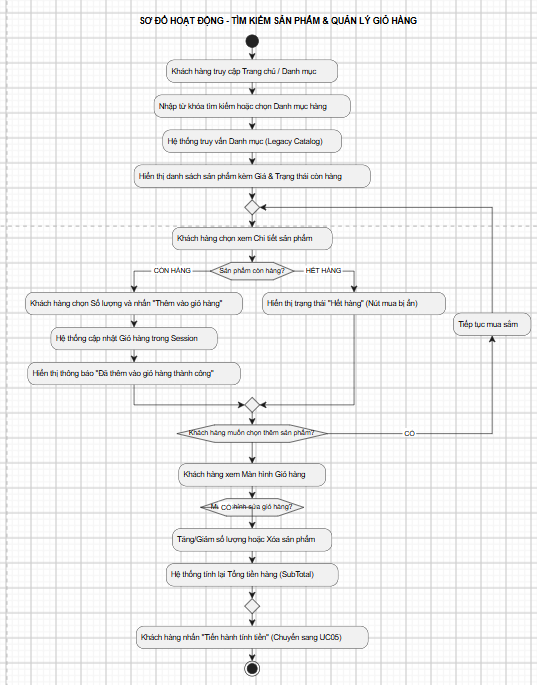 SƠ ĐỒ HOẠT ĐỘNG - TÌM KIẾM SẢN PHẨM & QUẢN LÝ GIỎ HÀNG
Khách hàng truy cập Trang chủ / Danh mục
Nhập từ khóa tìm kiếm hoặc chọn Danh mục hàng
Hệ thống truy vấn Danh mục (Legacy Catalog)
Hiển thị danh sách sản phẩm kèm Giá & Trạng thái còn hàng
Khách hàng chọn xem Chi tiết sản phẩm
CÒN HÀNG
Sản phẩm còn hàng?
HẾT HÀNG
Khách hàng chọn Số lượng và nhấn "Thêm vào giỏ hàng"
Hiển thị trạng thái "Hết hàng" (Nút mua bị ẩn)
Hệ thống cập nhật Giỏ hàng trong Session
Tiếp tục mua sắm
Hiển thị thông báo "Đã thêm vào giỏ hàng thành công"
Khách hàng muốn chọn thêm sản phẩm?
CÓ
Khách hàng xem Màn hình Giỏ hàng
CÓ
sửa giỏ hàng?
Tăng/Giảm số lượng hoặc Xóa sản phẩm
Hệ thống tính lại Tổng tiền hàng (SubTotal)
Khách hàng nhấn "Tiến hành tính tiền" (Chuyển sang UC05)